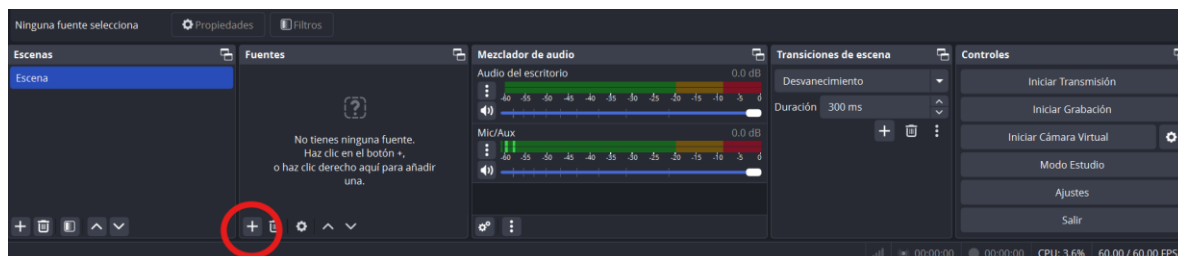 Ninguna fuente selecciona
Propiedades
Filtros
Escenas
Escena
Fuentes
No tienes ninguna fuente.
Haz clic en el botón +,
o haz clic derecho aquí para añadir
una.
Mezclador de audio
Audio del escritorio 0.0 dB
-60 -55 -50 -45 -40 -35 -30 -25 -20 -15 -10 -5 0
Mic/Aux 0.0 dB
-60 -55 -50 -45 -40 -35 -30 -25 -20 -15 -10 -5 0
Transiciones de escena
Desvanecimiento
Duración 300 ms
Controles
Iniciar Transmisión
Iniciar Grabación
Iniciar Cámara Virtual
Modo Estudio
Ajustes
Salir
00:00:00 00:00:00 CPU: 3.6% 60.00 / 60.00 FPS